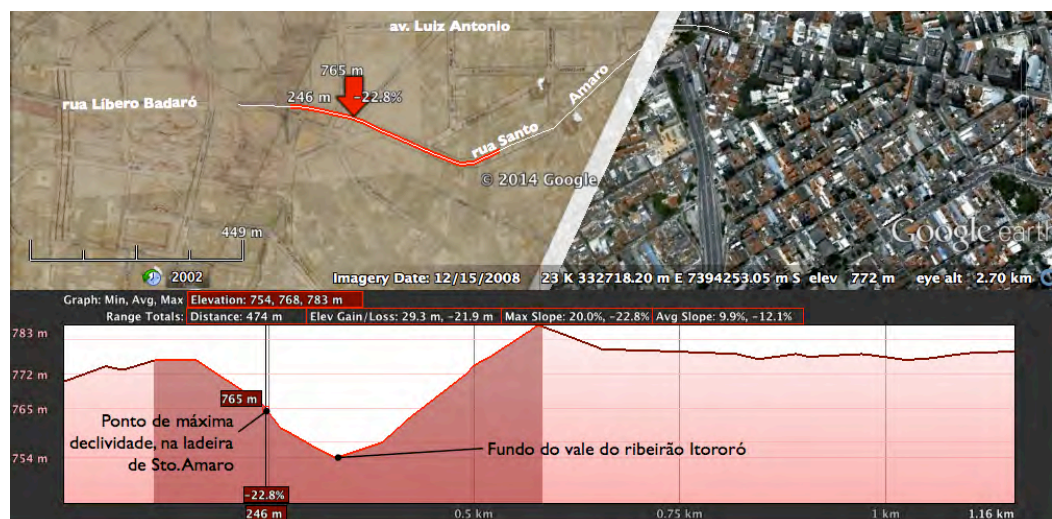 av. Luiz Antonio
765 m
rua Líbero Badaró
246 m
-22.8%
rua Santo Amaro
© 2014 Google
449 m
Google earth
2002
Imagery Date: 12/15/2008 23 K 332718.20 m E 7394253.05 m S elev 772 m eye alt 2.70 km
Graph: Min, Avg, Max Elevation: 754, 768, 783 m
Range Totals: Distance: 474 m Elev Gain/Loss: 29.3 m, -21.9 m Max Slope: 20.0%, -22.8% Avg Slope: 9.9%, -12.1%
783 m
772 m
765 m
765 m
754 m
Ponto de máxima
declividade, na ladeira
de Sto. Amaro
Fundo do vale do ribeirão Itororó
-22.8%
246 m
0.5 km
0.75 km
1 km
1.16 km